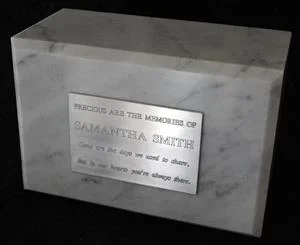 PRECIOUS ARE THE MEMORIES OF
SAMANTHA SMITH
Gone are the days we used to share,
But in our hearts you're always there.